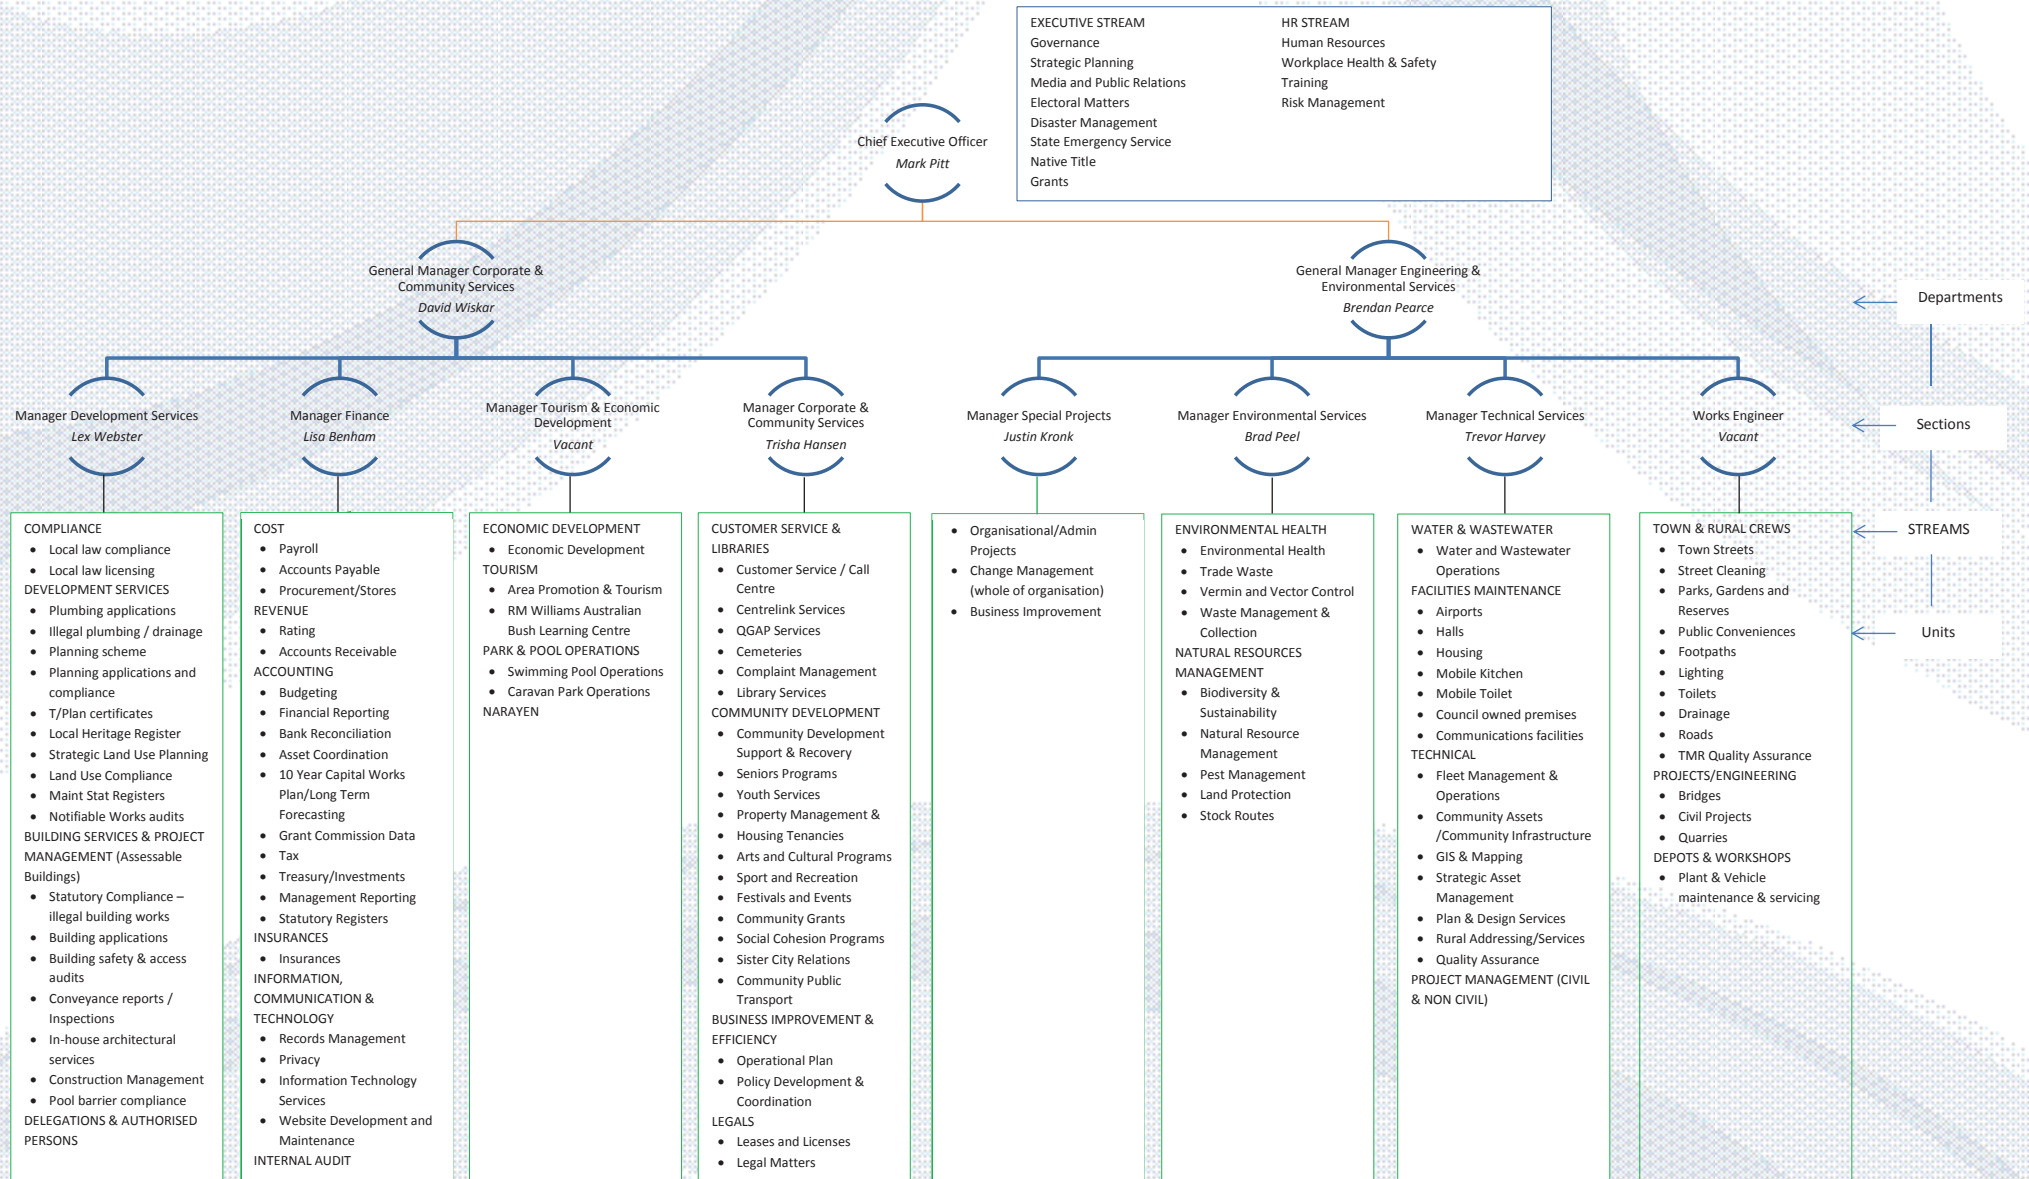 EXECUTIVE STREAM
Governance
Strategic Planning
Media and Public Relations
Electoral Matters
Disaster Management
State Emergency Service
Native Title
Grants
HR STREAM
Human Resources
Workplace Health & Safety
Training
Risk Management
Chief Executive Officer
Mark Pitt
General Manager Corporate &
Community Services
David Wiskar
General Manager Engineering &
Environmental Services
Brendan Pearce
Departments
Manager Development Services
Lex Webster
Manager Finance
Lisa Benham
Manager Tourism & Economic
Development
Vacant
Manager Corporate &
Community Services
Trisha Hansen
Manager Special Projects
Justin Kronk
Manager Environmental Services
Brad Peel
Manager Technical Services
Trevor Harvey
Works Engineer
Vacant
Sections
COMPLIANCE
• Local law compliance
• Local law licensing
DEVELOPMENT SERVICES
• Plumbing applications
• Illegal plumbing / drainage
• Planning scheme
• Planning applications and
compliance
• T/Plan certificates
• Local Heritage Register
• Strategic Land Use Planning
• Land Use Compliance
• Maint Stat Registers
• Notifiable Works audits
BUILDING SERVICES & PROJECT
MANAGEMENT (Assessable
Buildings)
• Statutory Compliance –
illegal building works
• Building applications
• Building safety & access
audits
• Conveyance reports /
Inspections
• In-house architectural
services
• Construction Management
• Pool barrier compliance
DELEGATIONS & AUTHORISED
PERSONS
COST
• Payroll
• Accounts Payable
• Procurement/Stores
REVENUE
• Rating
• Accounts Receivable
ACCOUNTING
• Budgeting
• Financial Reporting
• Bank Reconciliation
• Asset Coordination
• 10 Year Capital Works
Plan/Long Term
Forecasting
• Grant Commission Data
• Tax
• Treasury/Investments
• Management Reporting
• Statutory Registers
INSURANCES
• Insurances
INFORMATION,
COMMUNICATION &
TECHNOLOGY
• Records Management
• Privacy
• Information Technology
Services
• Website Development and
Maintenance
INTERNAL AUDIT
ECONOMIC DEVELOPMENT
• Economic Development
TOURISM
• Area Promotion & Tourism
• RM Williams Australian
Bush Learning Centre
PARK & POOL OPERATIONS
• Swimming Pool Operations
• Caravan Park Operations
NARAYEN
CUSTOMER SERVICE &
LIBRARIES
• Customer Service / Call
Centre
• Centrelink Services
• QGAP Services
• Cemeteries
• Complaint Management
• Library Services
COMMUNITY DEVELOPMENT
• Community Development
Support & Recovery
• Seniors Programs
• Youth Services
• Property Management &
• Housing Tenancies
• Arts and Cultural Programs
• Sport and Recreation
• Festivals and Events
• Community Grants
• Social Cohesion Programs
• Sister City Relations
• Community Public
Transport
BUSINESS IMPROVEMENT &
EFFICIENCY
• Operational Plan
• Policy Development &
Coordination
LEGALS
• Leases and Licenses
• Legal Matters
• Organisational/Admin
Projects
• Change Management
(whole of organisation)
• Business Improvement
ENVIRONMENTAL HEALTH
• Environmental Health
• Trade Waste
• Vermin and Vector Control
• Waste Management &
Collection
NATURAL RESOURCES
MANAGEMENT
• Biodiversity &
Sustainability
• Natural Resource
Management
• Pest Management
• Land Protection
• Stock Routes
WATER & WASTEWATER
• Water and Wastewater
Operations
FACILITIES MAINTENANCE
• Airports
• Halls
• Housing
• Mobile Kitchen
• Mobile Toilet
• Council owned premises
• Communications facilities
TECHNICAL
• Fleet Management &
Operations
• Community Assets
/Community Infrastructure
• GIS & Mapping
• Strategic Asset
Management
• Plan & Design Services
• Rural Addressing/Services
• Quality Assurance
PROJECT MANAGEMENT (CIVIL
& NON CIVIL)
TOWN & RURAL CREWS
• Town Streets
• Street Cleaning
• Parks, Gardens and
Reserves
• Public Conveniences
• Footpaths
• Lighting
• Toilets
• Drainage
• Roads
• TMR Quality Assurance
PROJECTS/ENGINEERING
• Bridges
• Civil Projects
• Quarries
DEPOTS & WORKSHOPS
• Plant & Vehicle
maintenance & servicing
STREAMS
Units